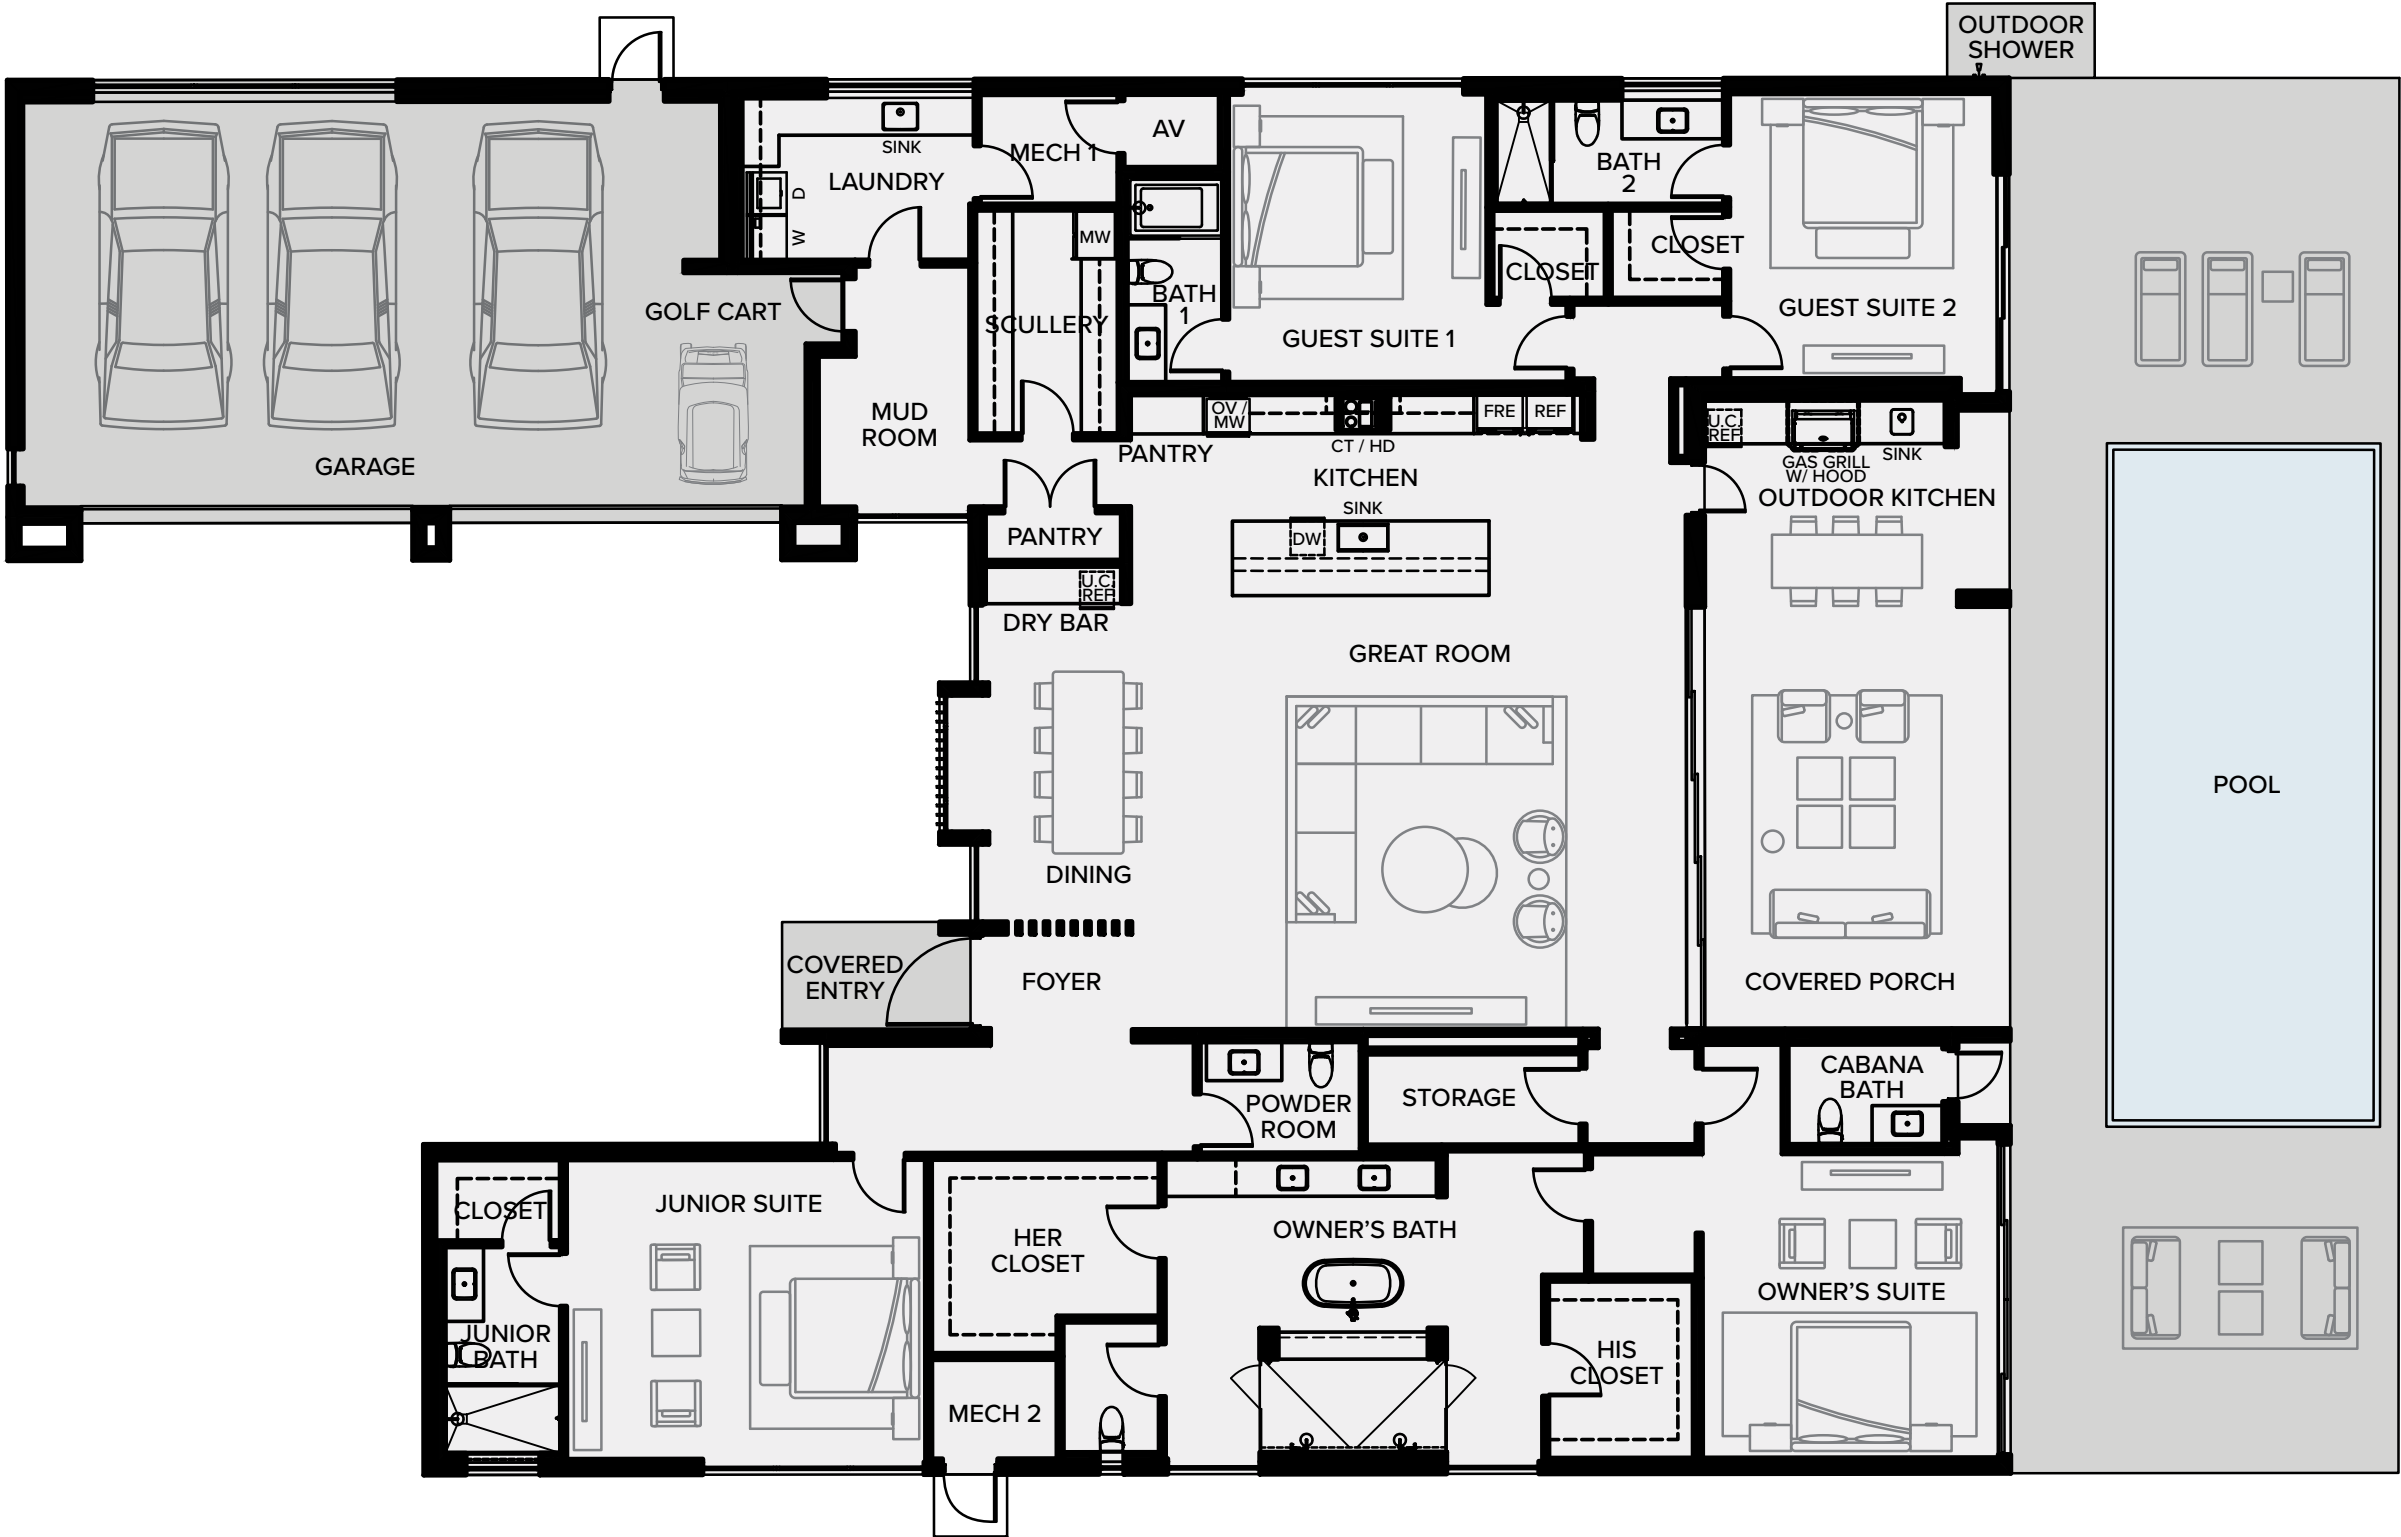 OUTDOOR
SHOWER
SINK
MECH 1
AV
LAUNDRY
D
W
BATH
2
MW
CLOSET
CLOSET
GOLF CART
BATH
1
SCULLERY
GUEST SUITE 1
GUEST SUITE 2
MUD
ROOM
OV /
MW
FRE
REF
U.C.
REF
CT / HD
PANTRY
GARAGE
KITCHEN
GAS GRILL
W/ HOOD
SINK
OUTDOOR KITCHEN
SINK
PANTRY
DW
U.C.
REF
DRY BAR
GREAT ROOM
POOL
DINING
COVERED
ENTRY
FOYER
COVERED PORCH
CABANA
BATH
POWDER
ROOM
STORAGE
CLOSET
JUNIOR SUITE
HER
CLOSET
OWNER'S BATH
OWNER'S SUITE
JUNIOR
BATH
HIS
CLOSET
MECH 2